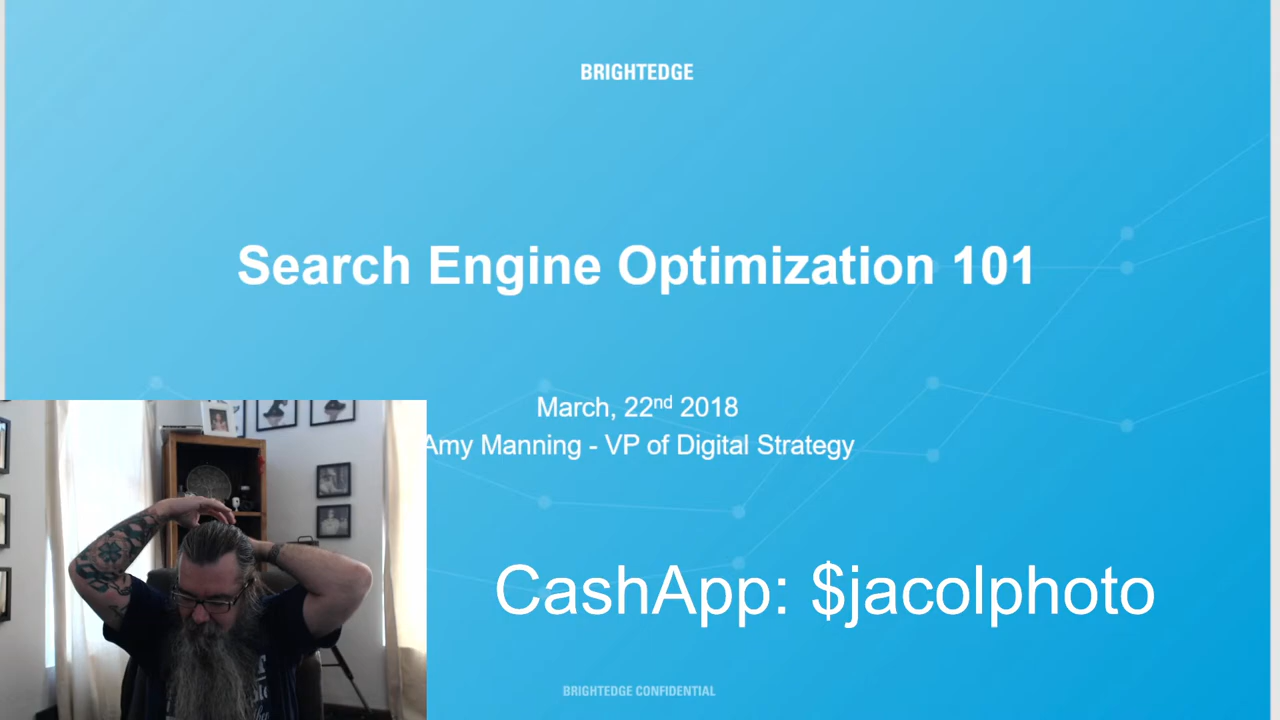 BRIGHTEDGE
Search Engine Optimization 101
March, 22nd 2018
Amy Manning - VP of Digital Strategy
CashApp: $jacolphoto
BRIGHTEDGE CONFIDENTIAL